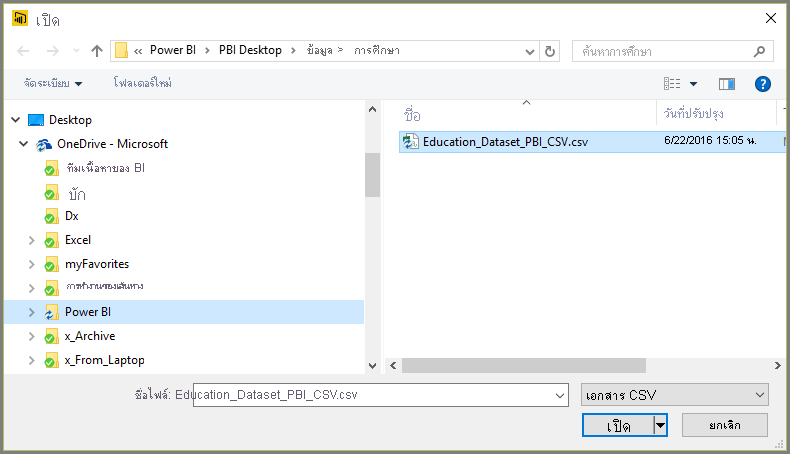 เปิด
« Power BI > PBI Desktop > ข้อมูล > การศึกษา
ค้นหาการศึกษา
จัดระเบียบ โฟลเดอร์ใหม่
ชื่อ วันที่ปรับปรุง
Education_Dataset_PBI_CSV.csv 6/22/2016 15:05 น.
Desktop
OneDrive - Microsoft
ทีมเนื้อหาของ BI
บัก
Dx
Excel
myFavorites
การทำงานของเส้นทาง
Power BI
x_Archive
x_From_Laptop
ชื่อไฟล์: Education_Dataset_PBI_CSV.csv
เอกสาร CSV
เปิด ยกเลิก